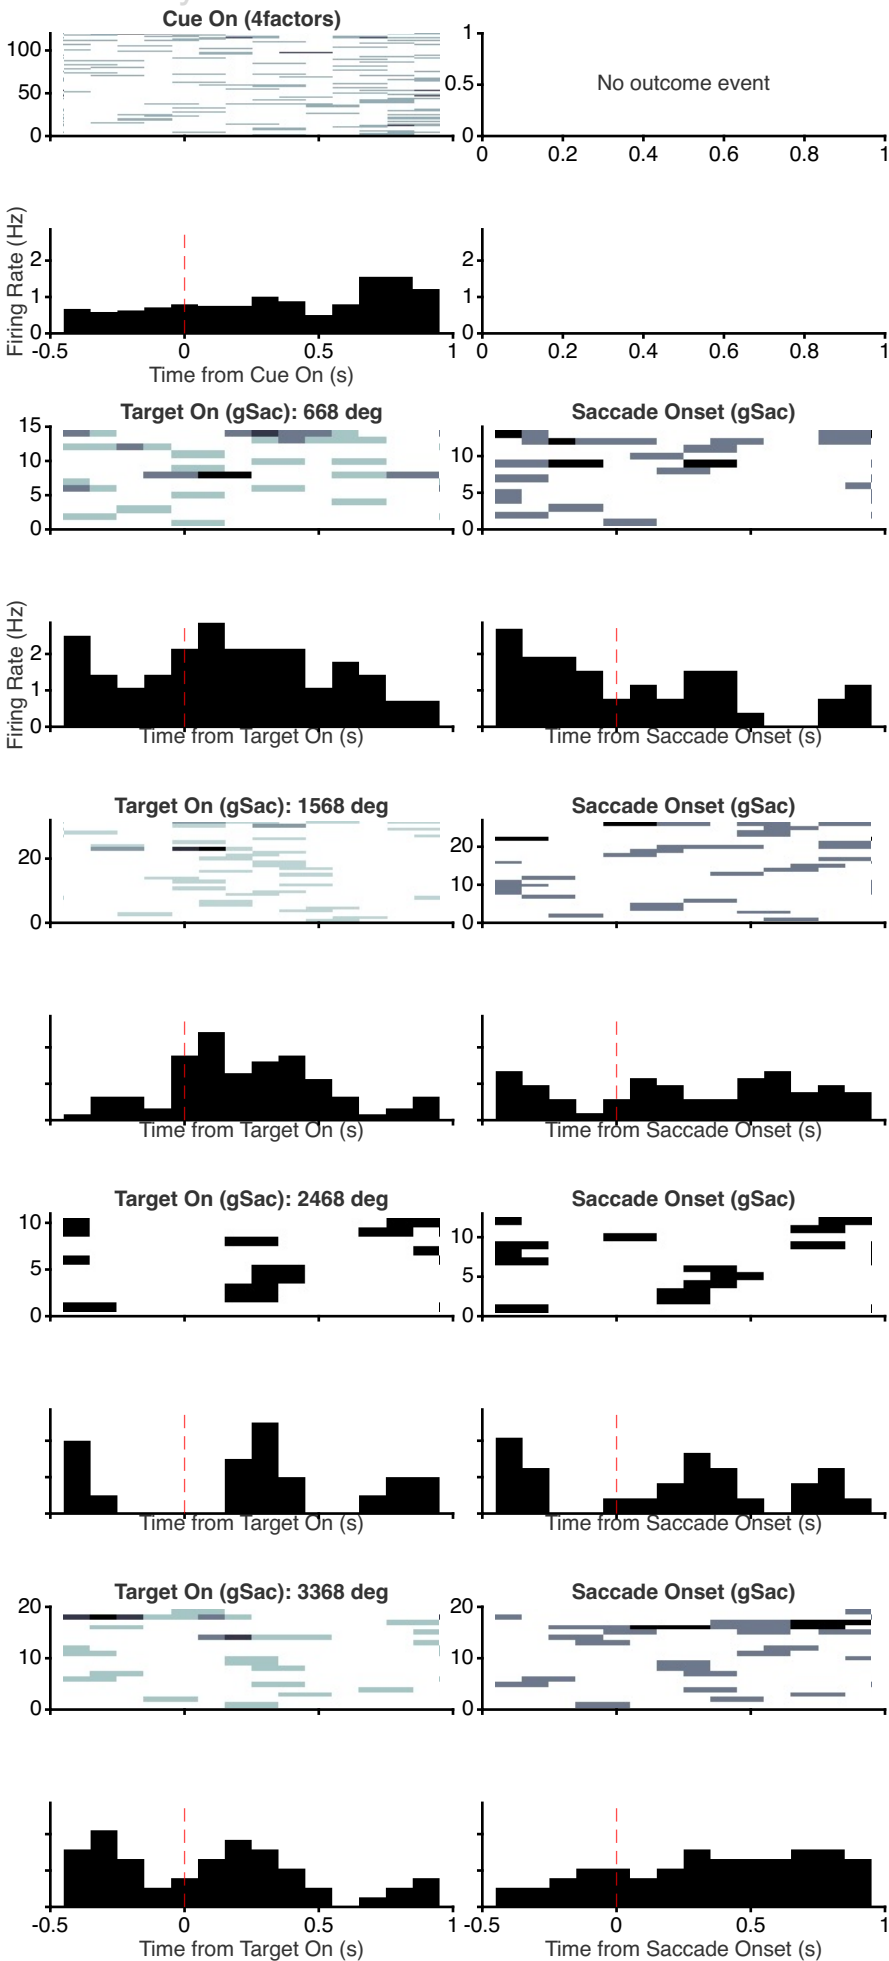 Cue On (4factors)
100
50
0
1
0.5
0
No outcome event
0 0.2 0.4 0.6 0.8 1
Firing Rate (Hz)
2
1
0
-0.5 0 0.5 1
Time from Cue On (s)
2
1
0
0 0.2 0.4 0.6 0.8 1
Target On (gSac): 668 deg
15
10
5
0
Saccade Onset (gSac)
10
5
0
Firing Rate (Hz)
2
1
0
Time from Target On (s)
2
1
0
Time from Saccade Onset (s)
Target On (gSac): 1568 deg
20
0
Saccade Onset (gSac)
20
10
0
Time from Target On (s)
Time from Saccade Onset (s)
Target On (gSac): 2468 deg
10
5
0
Saccade Onset (gSac)
10
5
0
Time from Target On (s)
Time from Saccade Onset (s)
Target On (gSac): 3368 deg
20
10
0
Saccade Onset (gSac)
20
10
0
-0.5 0 0.5 1
Time from Target On (s)
-0.5 0 0.5 1
Time from Saccade Onset (s)